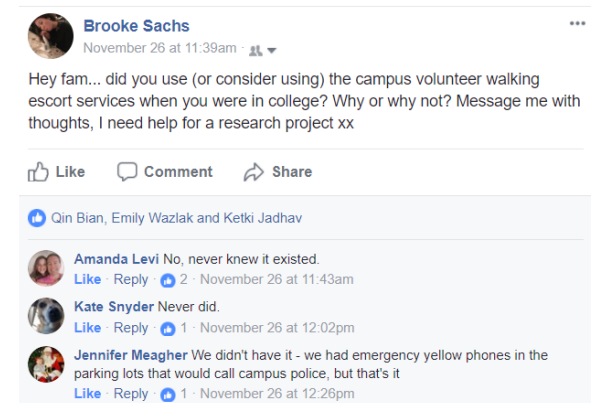 Brooke Sachs
November 26 at 11:39am ·
Hey fam... did you use (or consider using) the campus volunteer walking
escort services when you were in college? Why or why not? Message me with
thoughts, I need help for a research project xx
Like Comment Share
Qin Bian, Emily Wazlak and Ketki Jadhav
Amanda Levi No, never knew it existed.
Like · Reply · 2 · November 26 at 11:43am
Kate Snyder Never did.
Like · Reply · 1 · November 26 at 12:02pm
Jennifer Meagher We didn't have it - we had emergency yellow phones in the
parking lots that would call campus police, but that's it
Like · Reply · 1 · November 26 at 12:26pm